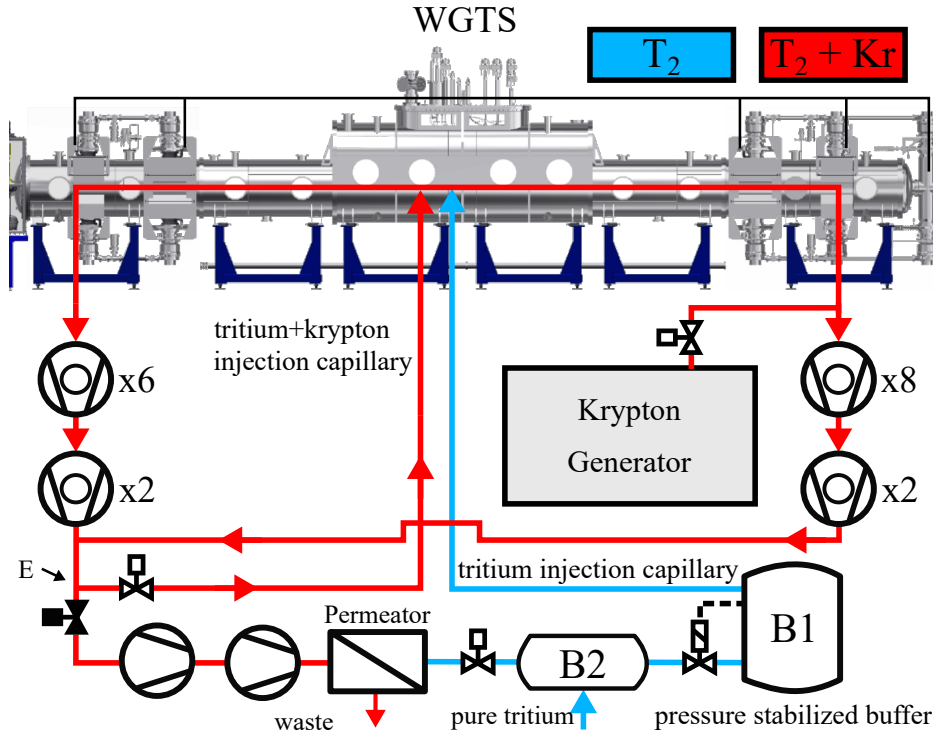 WGTS
T2
T2 + Kr
tritium+krypton
injection capillary
x6
x8
Krypton
Generator
x2
x2
E
tritium injection capillary
Permeator
B1
B2
waste
pure tritium
pressure stabilized buffer